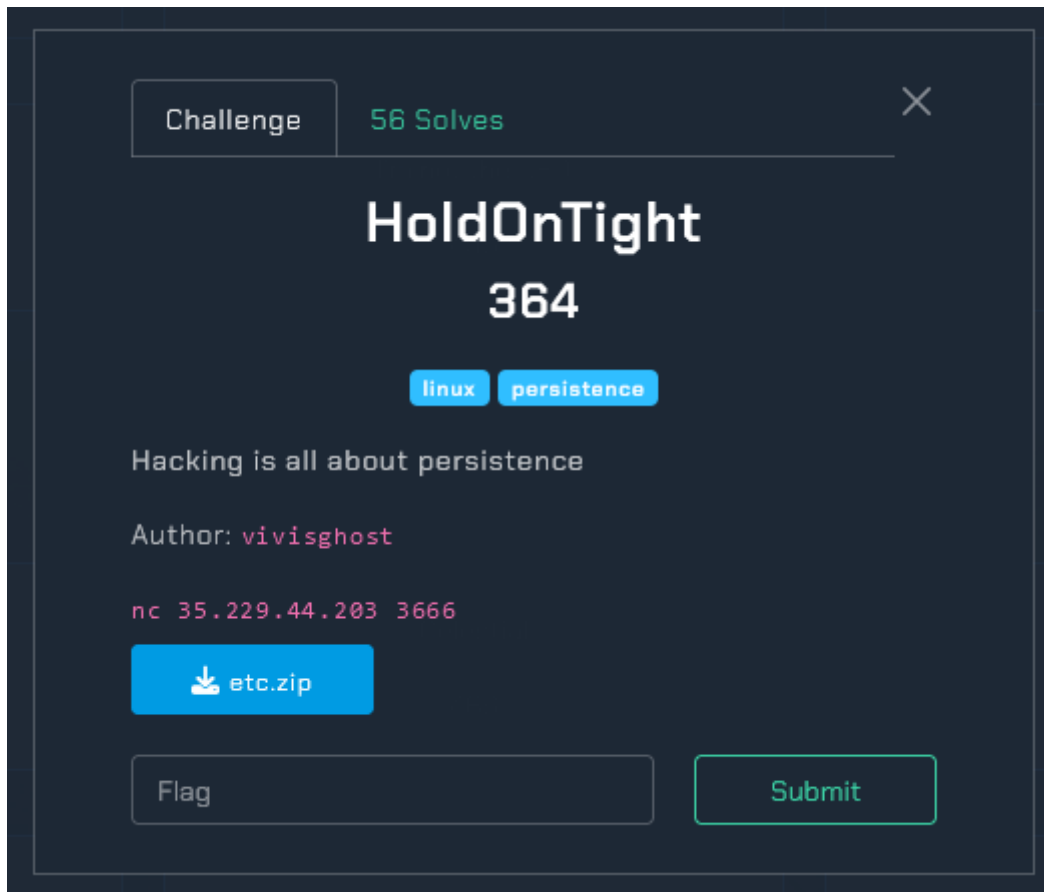 Challenge
56 Solves
HoldOnTight
364
linux persistence
Hacking is all about persistence
Author: vivisghost
nc 35.229.44.203 3666
etc.zip
Flag
Submit